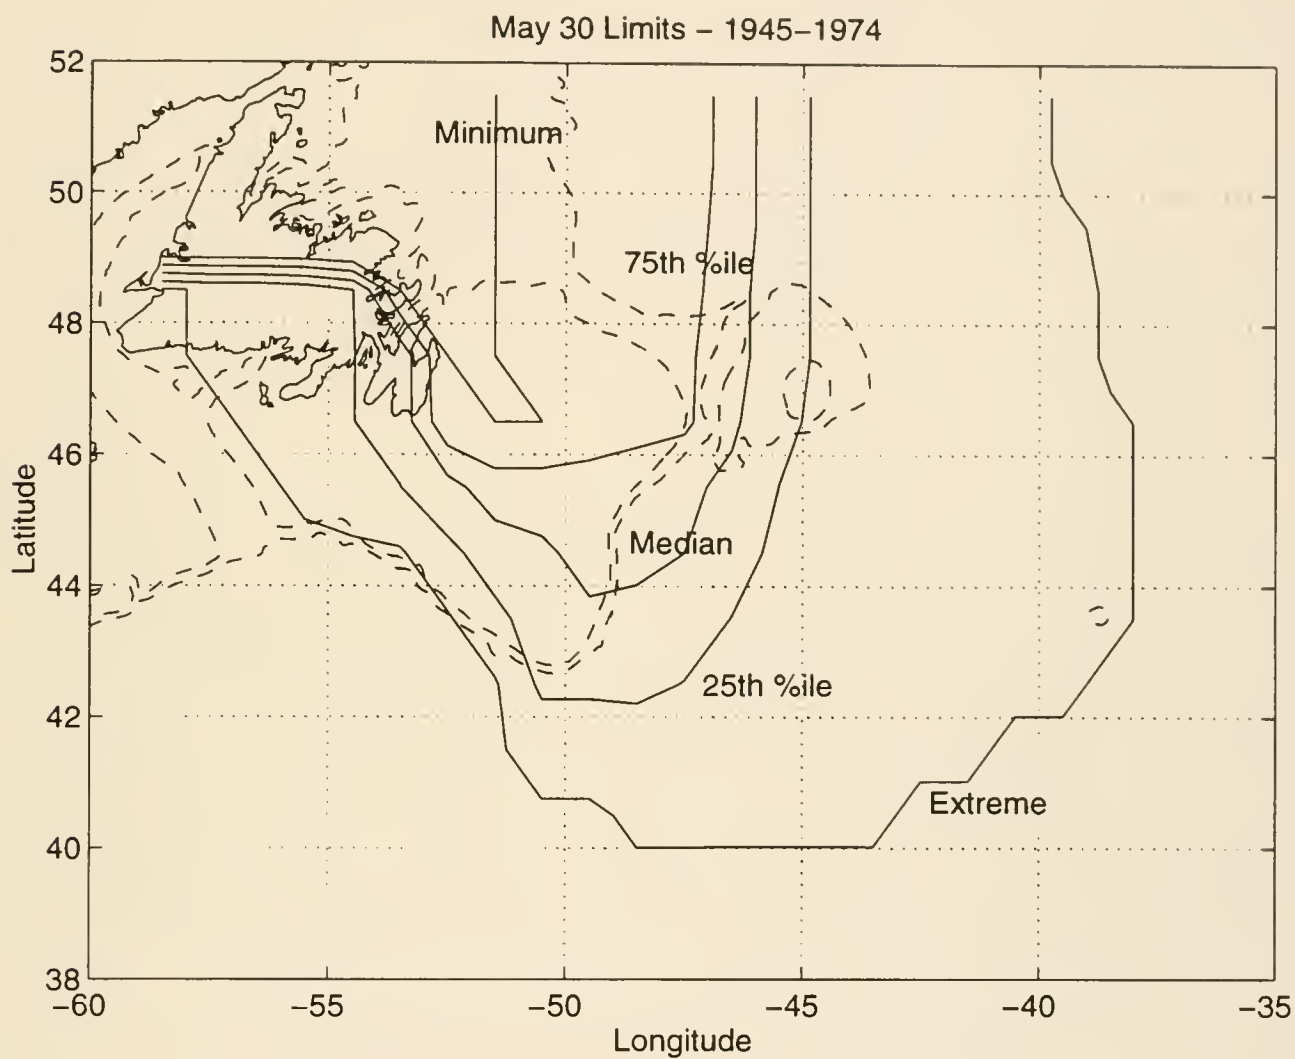 May 30 Limits – 1945–1974
52
50
48
46
44
42
40
38
Latitude
Minimum
75th %ile
Median
25th %ile
Extreme
−60
−55
−50
−45
−40
−35
Longitude